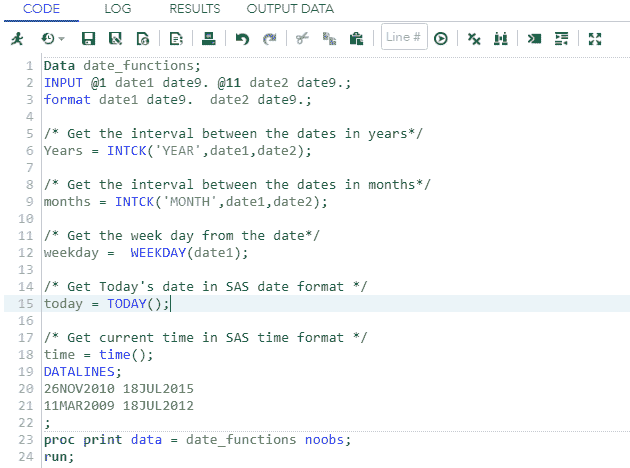 CODE LOG RESULTS OUTPUT DATA
Line #
1 Data date_functions;
2 INPUT @1 date1 date9. @11 date2 date9.;
3 format date1 date9.  date2 date9.;
4
5 /* Get the interval between the dates in years*/
6 Years = INTCK('YEAR',date1,date2);
7
8 /* Get the interval between the dates in months*/
9 months = INTCK('MONTH',date1,date2);
10
11 /* Get the week day from the date*/
12 weekday =  WEEKDAY(date1);
13
14 /* Get Today's date in SAS date format */
15 today = TODAY();
16
17 /* Get current time in SAS time format */
18 time = time();
19 DATALINES;
20 26NOV2010 18JUL2015
21 11MAR2009 18JUL2012
22 ;
23 proc print data = date_functions noobs;
24 run;